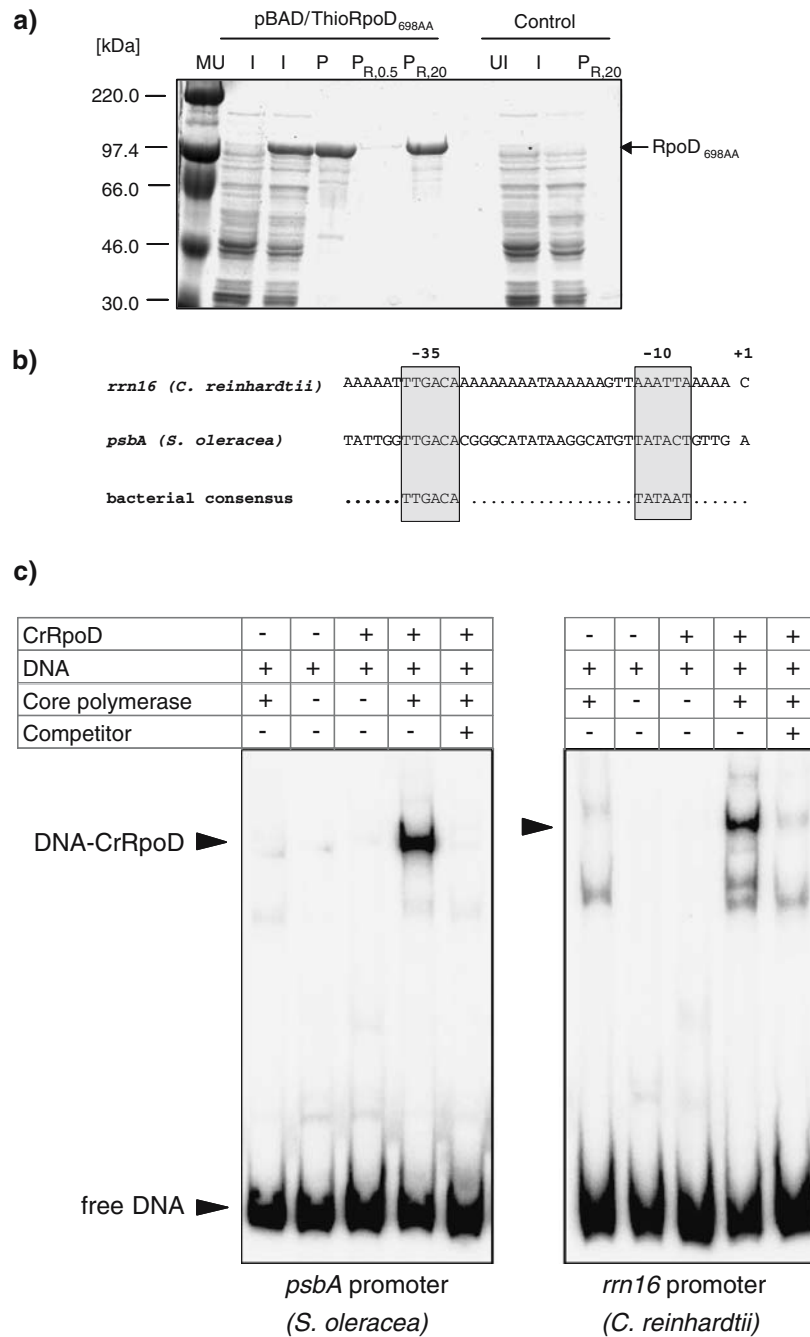 a)
pBAD/ThioRpoD698AA Control
[kDa]
MU I I P PR,0.5 PR,20 UI I PR,20
220.0
97.4
66.0
46.0
30.0
RpoD698AA
b)
-35 -10 +1
rrn16 (C. reinhardtii) AAAAATTTGACAAAAAAAATAAAAAAGTTAAATTAAAAA C
psbA (S. oleracea) TATTGGTTGACACGGGCATATAAGGCATGTTATACTGTTG A
bacterial consensus ......TTGACA ..................TATAAT......
c)
CrRpoD - - + + + - - + + +
DNA + + + + + + + + + +
Core polymerase + - - + + + - - + +
Competitor - - - - + - - - - +
DNA-CrRpoD
free DNA
psbA promoter rrn16 promoter
(S. oleracea) (C. reinhardtii)